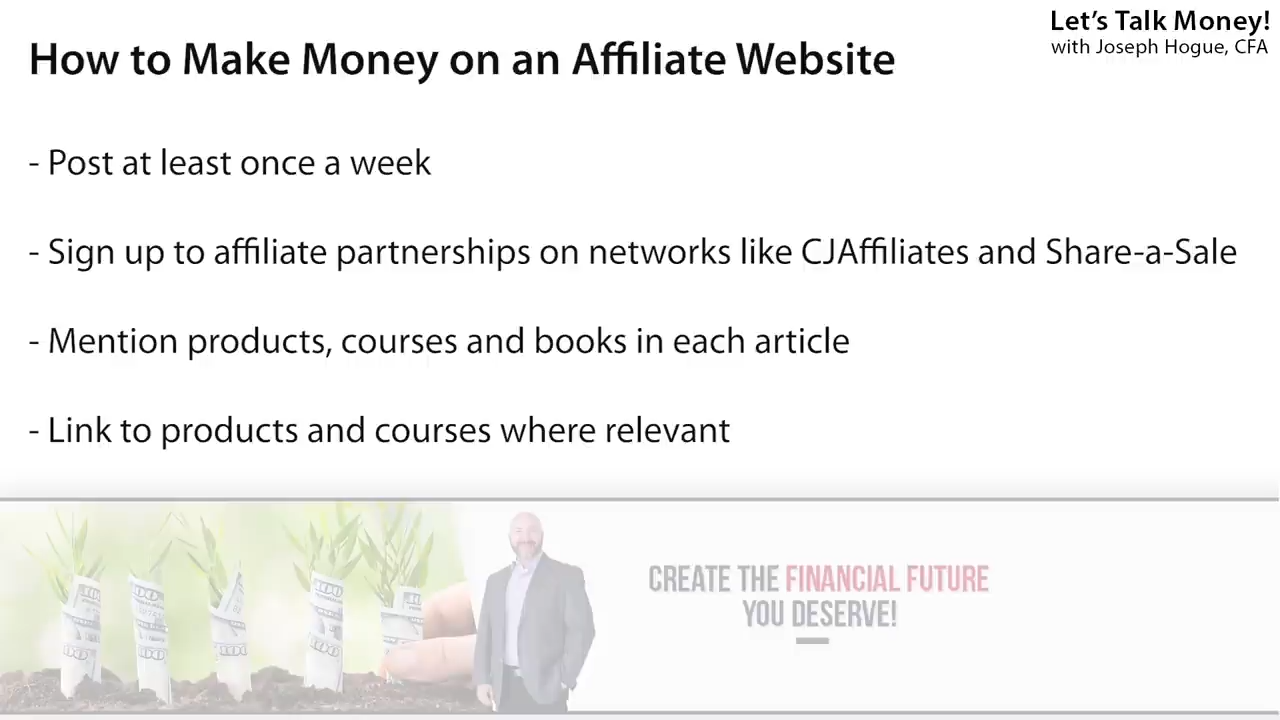 Let's Talk Money!
with Joseph Hogue, CFA
How to Make Money on an Affiliate Website
- Post at least once a week
- Sign up to affiliate partnerships on networks like CJAffiliates and Share-a-Sale
- Mention products, courses and books in each article
- Link to products and courses where relevant
CREATE THE FINANCIAL FUTURE
YOU DESERVE!